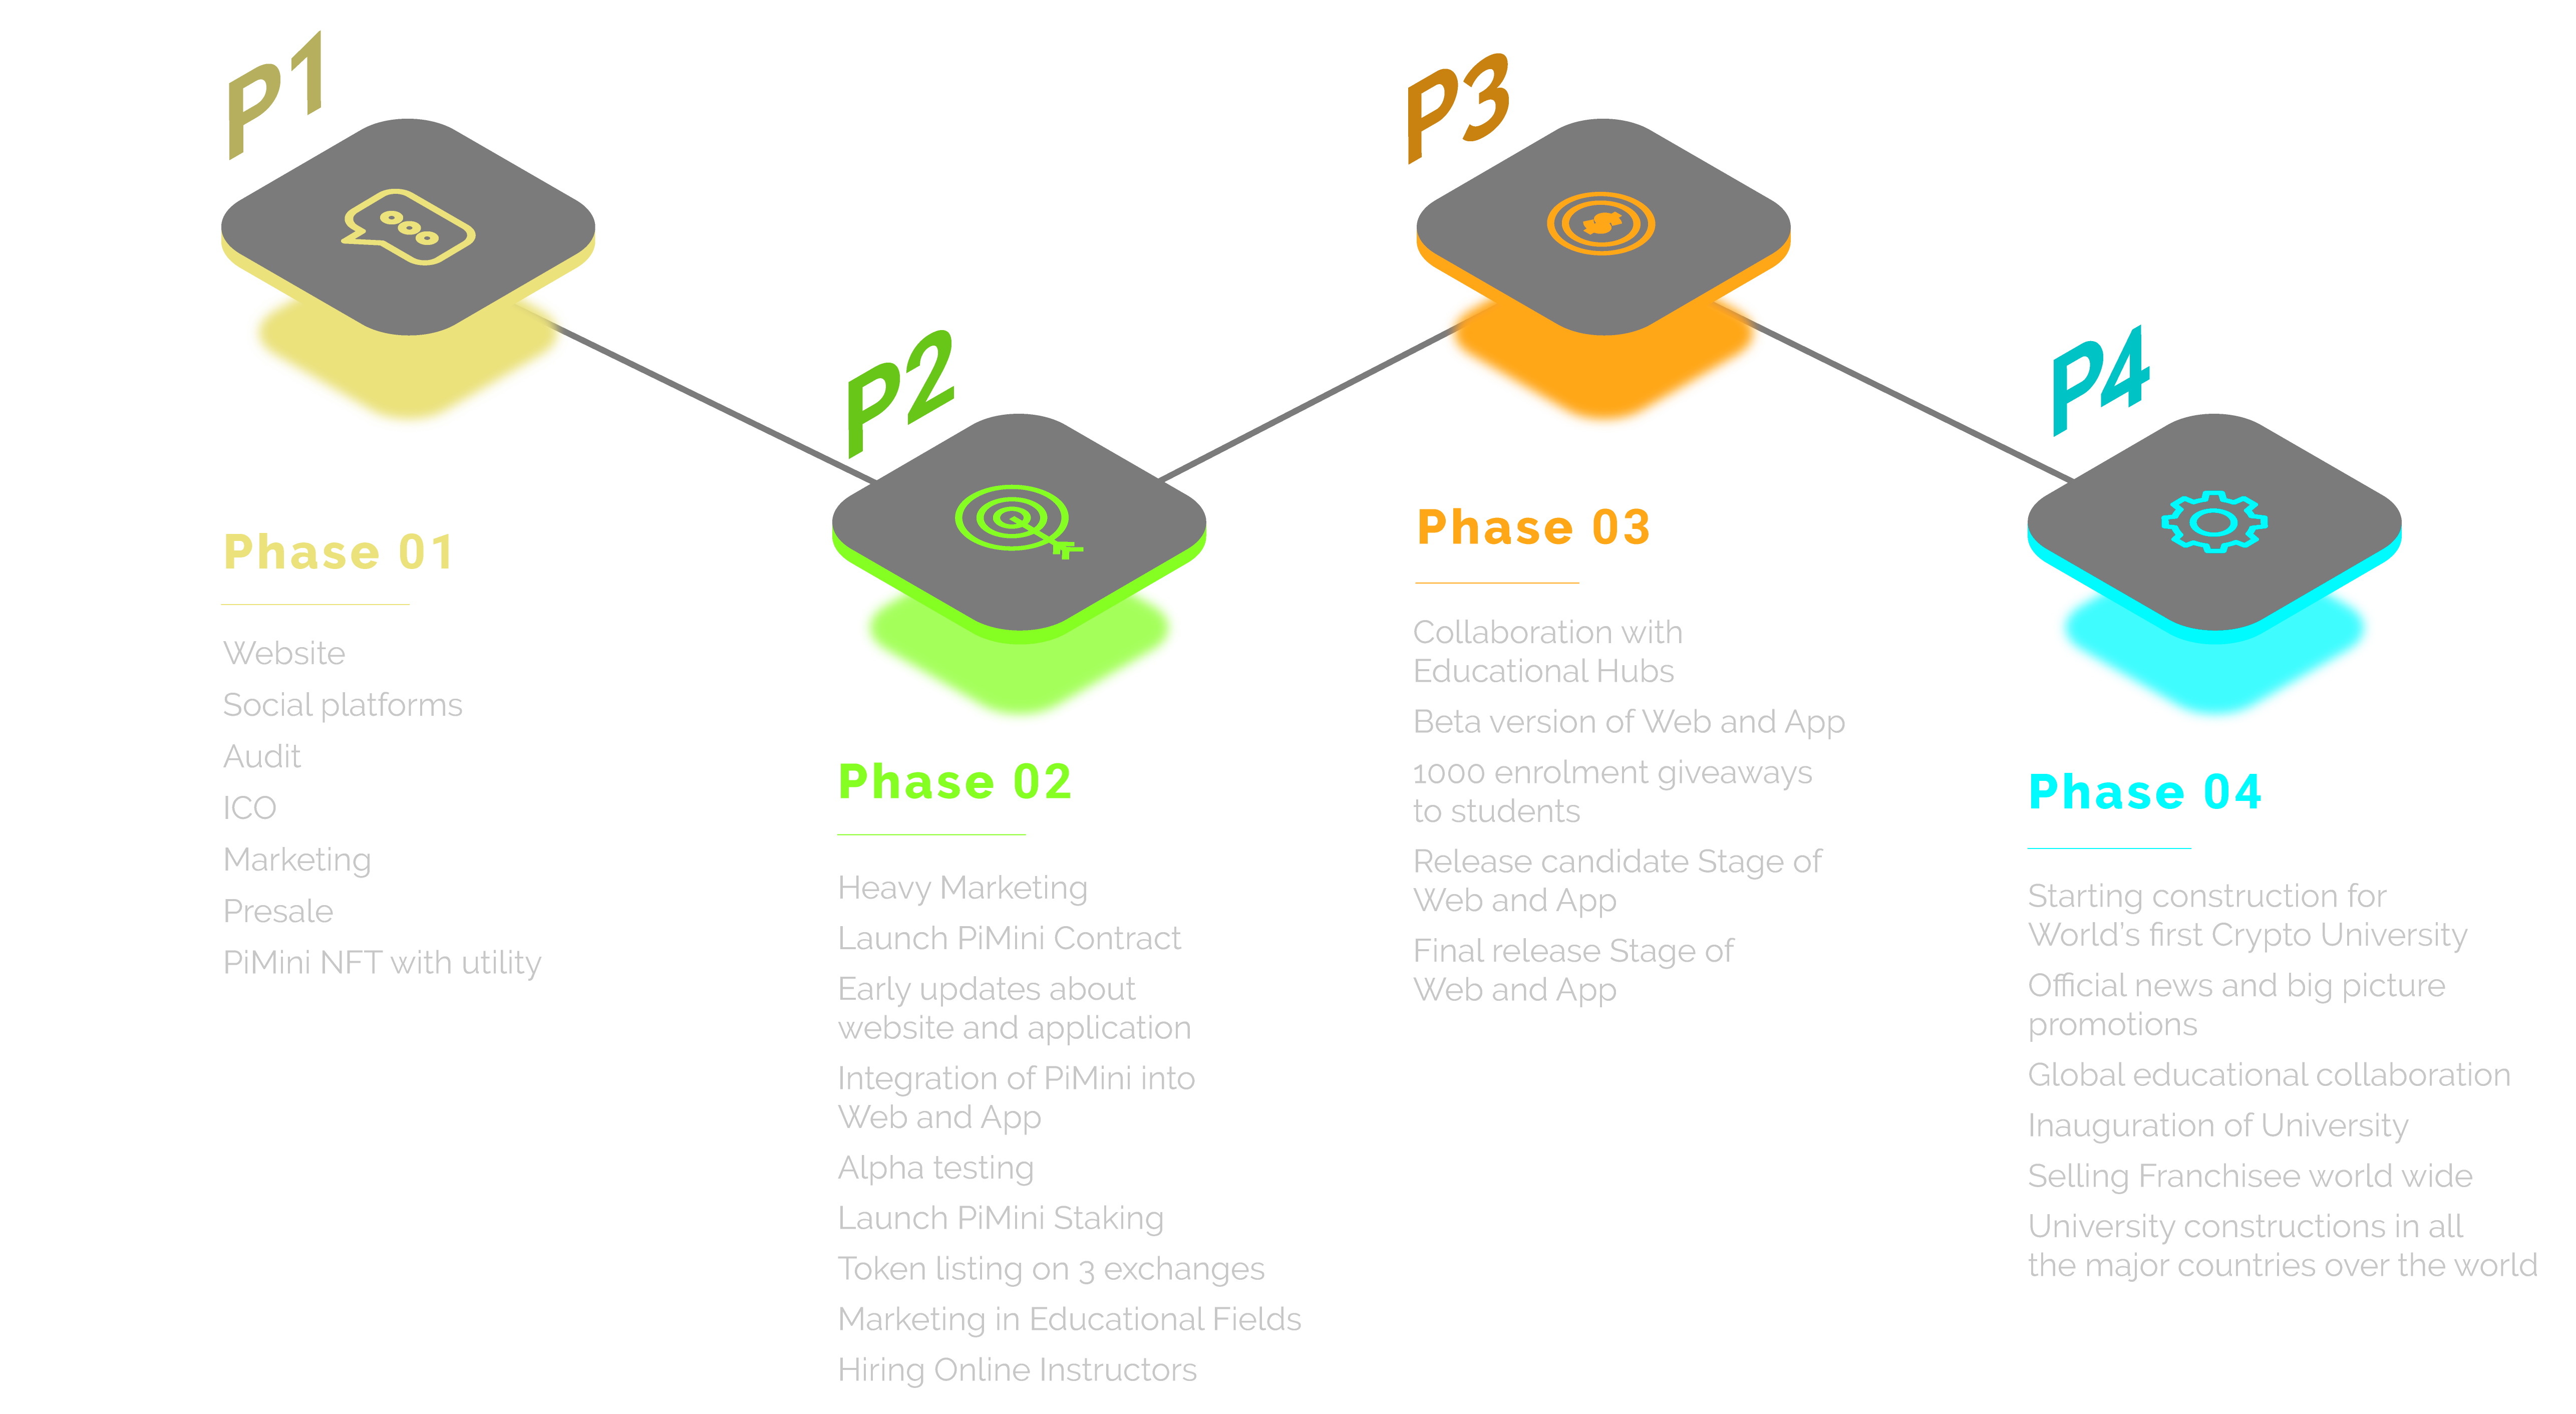 P1
Phase 01
Website
Social platforms
Audit
ICO
Marketing
Presale
PiMini NFT with utility
P2
Phase 02
Heavy Marketing
Launch PiMini Contract
Early updates about
website and application
Integration of PiMini into
Web and App
Alpha testing
Launch PiMini Staking
Token listing on 3 exchanges
Marketing in Educational Fields
Hiring Online Instructors
P3
$
Phase 03
Collaboration with
Educational Hubs
Beta version of Web and App
1000 enrolment giveaways
to students
Release candidate Stage of
Web and App
Final release Stage of
Web and App
P4
Phase 04
Starting construction for
World's first Crypto University
Official news and big picture
promotions
Global educational collaboration
Inauguration of University
Selling Franchisee world wide
University constructions in all
the major countries over the world